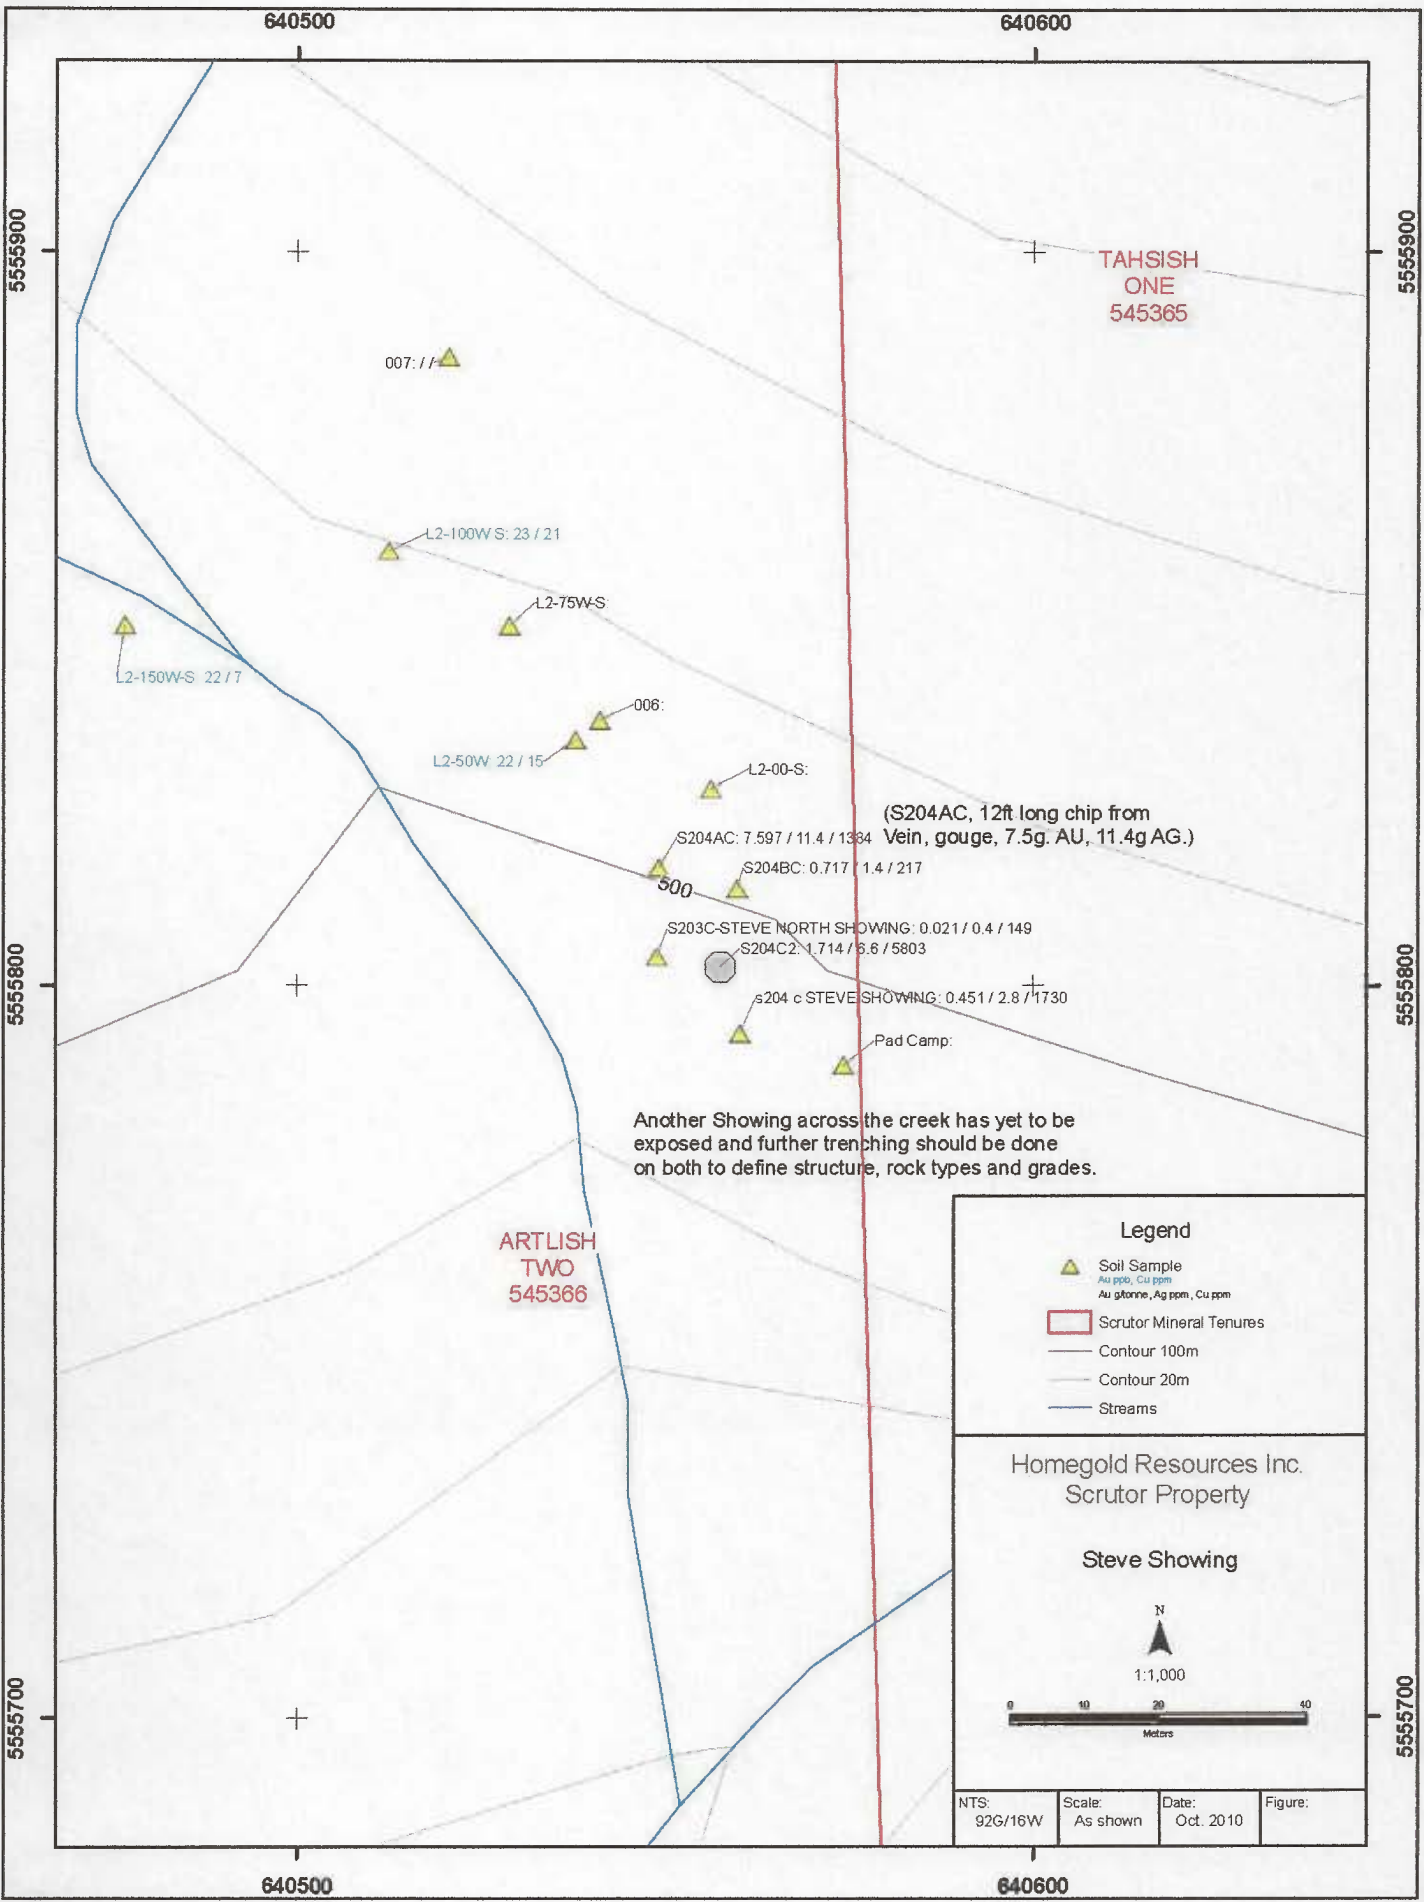 640500
640600
5555900
5555900
TAHSISH
ONE
545365
007: / /
L2-100W S: 23 / 21
L2-75W-S
L2-150W-S 22 / 7
006:
L2-50W 22 / 15
L2-00-S:
(S204AC, 12ft long chip from
Vein, gouge, 7.5g. AU, 11.4g AG.)
S204AC: 7.597 / 11.4 / 1384
S204BC: 0.717 / 1.4 / 217
500
S203C-STEVE NORTH SHOWING: 0.021 / 0.4 / 149
S204C2: 1.714 / 6.6 / 5803
5555800
5555800
s204 c STEVE SHOWING: 0.451 / 2.8 / 1730
Pad Camp:
Another Showing across the creek has yet to be
exposed and further trenching should be done
on both to define structure, rock types and grades.
ARTLISH
TWO
545366
Legend
Soil Sample
Au ppb, Cu ppm
Au g/tonne, Ag ppm, Cu ppm
Scrutor Mineral Tenures
Contour 100m
Contour 20m
Streams
Homegold Resources Inc.
Scrutor Property
Steve Showing
N
1:1,000
0 10 20 40
Meters
5555700
5555700
NTS: Scale: Date: Figure:
92G/16W As shown Oct. 2010
640500
640600